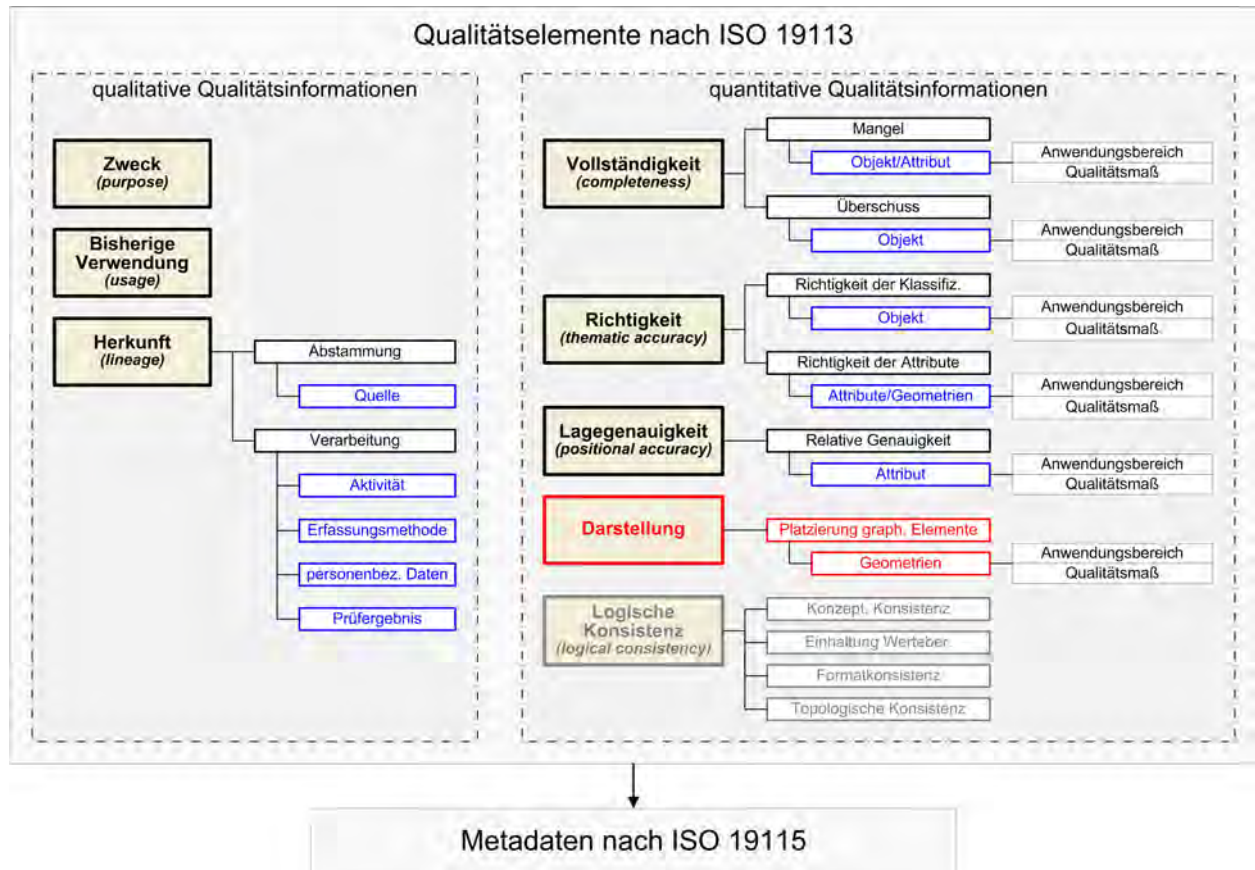 Qualitätselemente nach ISO 19113
qualitative Qualitätsinformationen
Zweck
(purpose)
Bisherige
Verwendung
(usage)
Herkunft
(lineage)
Abstammung
Quelle
Verarbeitung
Aktivität
Erfassungsmethode
personenbez. Daten
Prüfergebnis
quantitative Qualitätsinformationen
Vollständigkeit
(completeness)
Mangel
Objekt/Attribut
Anwendungsbereich
Qualitätsmaß
Überschuss
Objekt
Anwendungsbereich
Qualitätsmaß
Richtigkeit
(thematic accuracy)
Richtigkeit der Klassifiz.
Objekt
Anwendungsbereich
Qualitätsmaß
Richtigkeit der Attribute
Attribute/Geometrien
Anwendungsbereich
Qualitätsmaß
Lagegenauigkeit
(positional accuracy)
Relative Genauigkeit
Attribut
Anwendungsbereich
Qualitätsmaß
Darstellung
Platzierung graph. Elemente
Geometrien
Anwendungsbereich
Qualitätsmaß
Logische
Konsistenz
(logical consistency)
Konzept. Konsistenz
Einhaltung Werteber.
Formatkonsistenz
Topologische Konsistenz
Metadaten nach ISO 19115